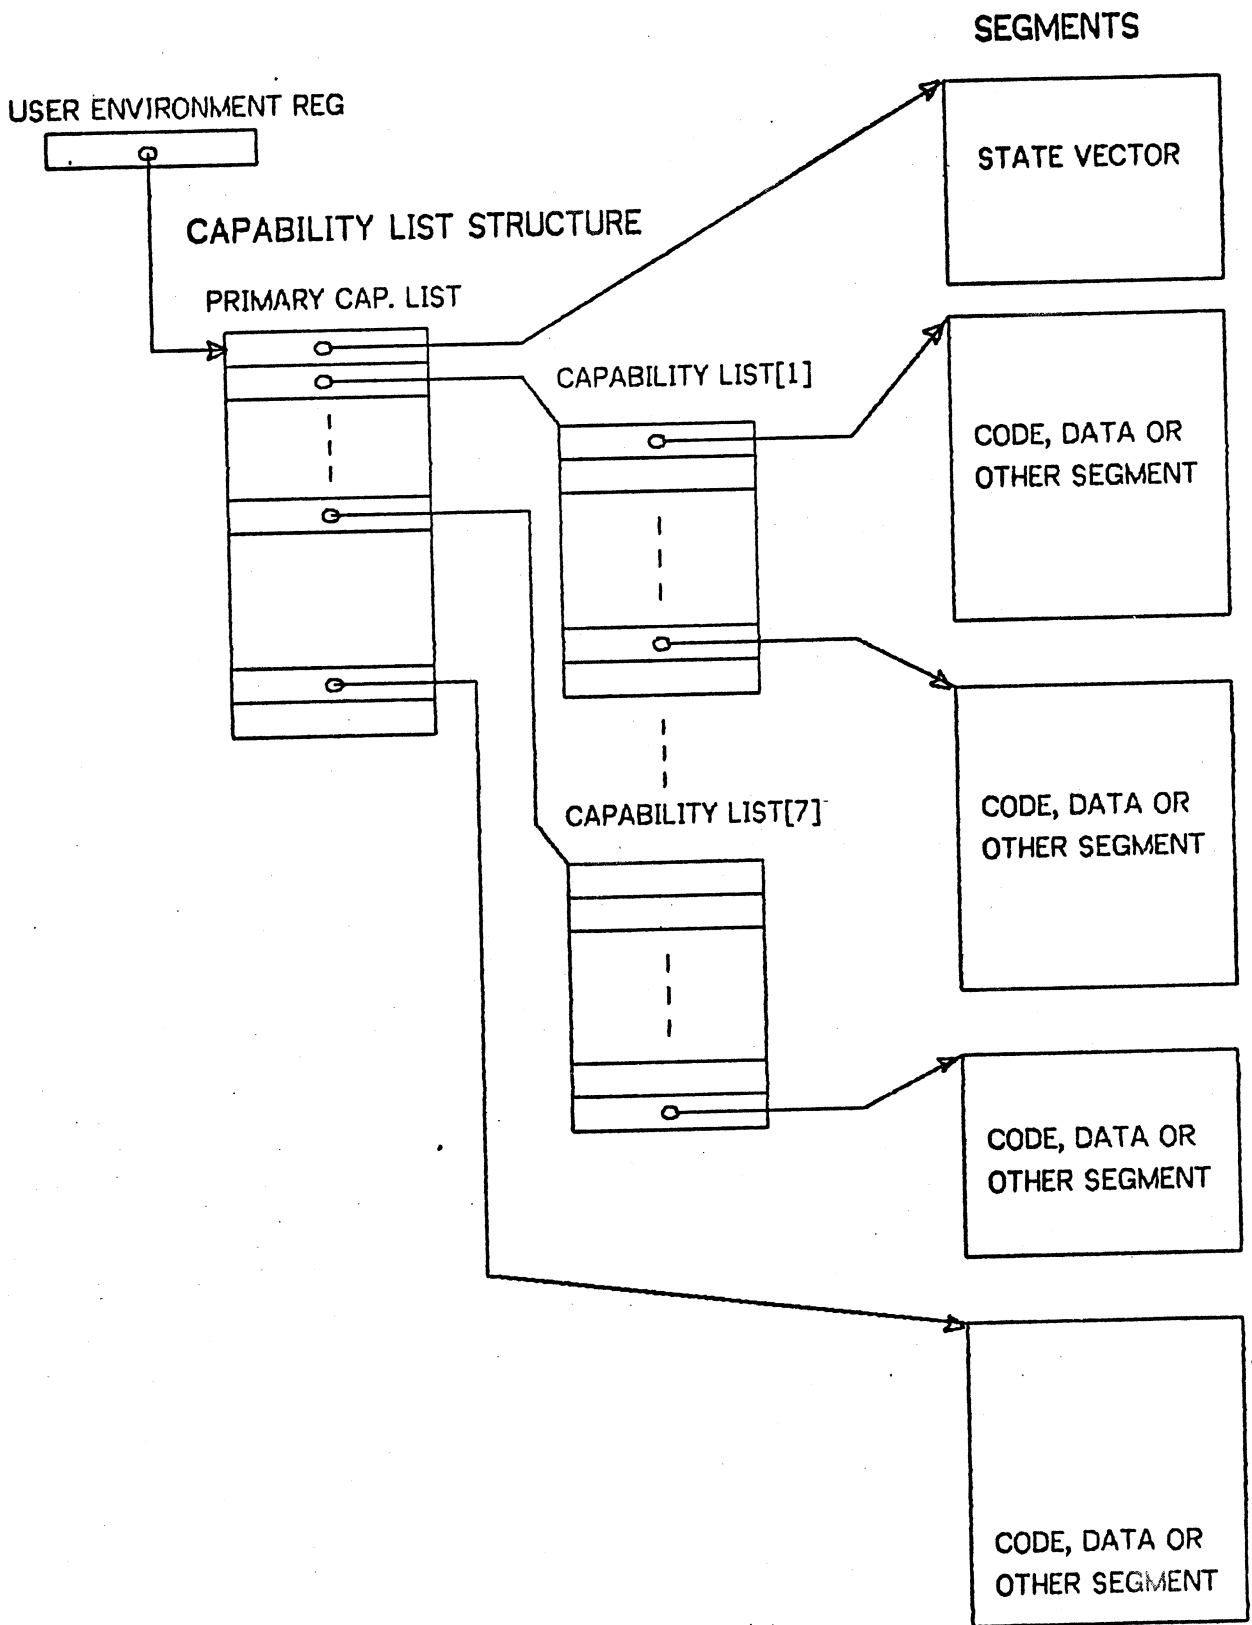 SEGMENTS
USER ENVIRONMENT REG
STATE VECTOR
CAPABILITY LIST STRUCTURE
PRIMARY CAP. LIST
CAPABILITY LIST[1]
CODE, DATA OR
OTHER SEGMENT
CODE, DATA OR
OTHER SEGMENT
CAPABILITY LIST[7]
CODE, DATA OR
OTHER SEGMENT
CODE, DATA OR
OTHER SEGMENT